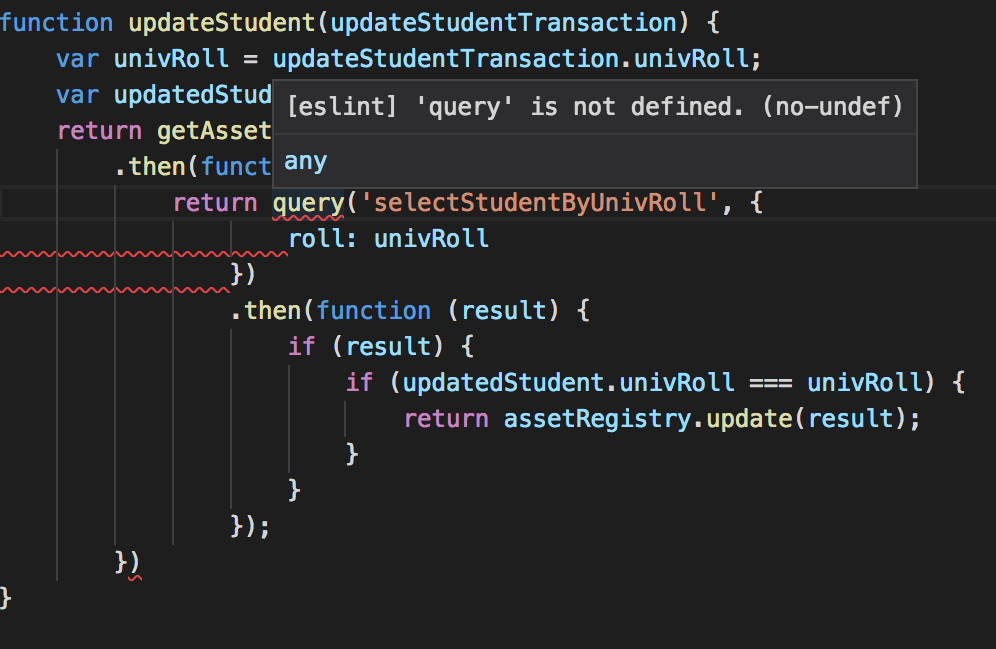 function updateStudent(updateStudentTransaction) {
var univRoll = updateStudentTransaction.univRoll;
var updatedStud
[eslint] 'query' is not defined. (no-undef)
return getAsset
any
.then(funct
return query('selectStudentByUnivRoll', {
roll: univRoll
})
.then(function (result) {
if (result) {
if (updatedStudent.univRoll === univRoll) {
return assetRegistry.update(result);
}
}
});
})
}